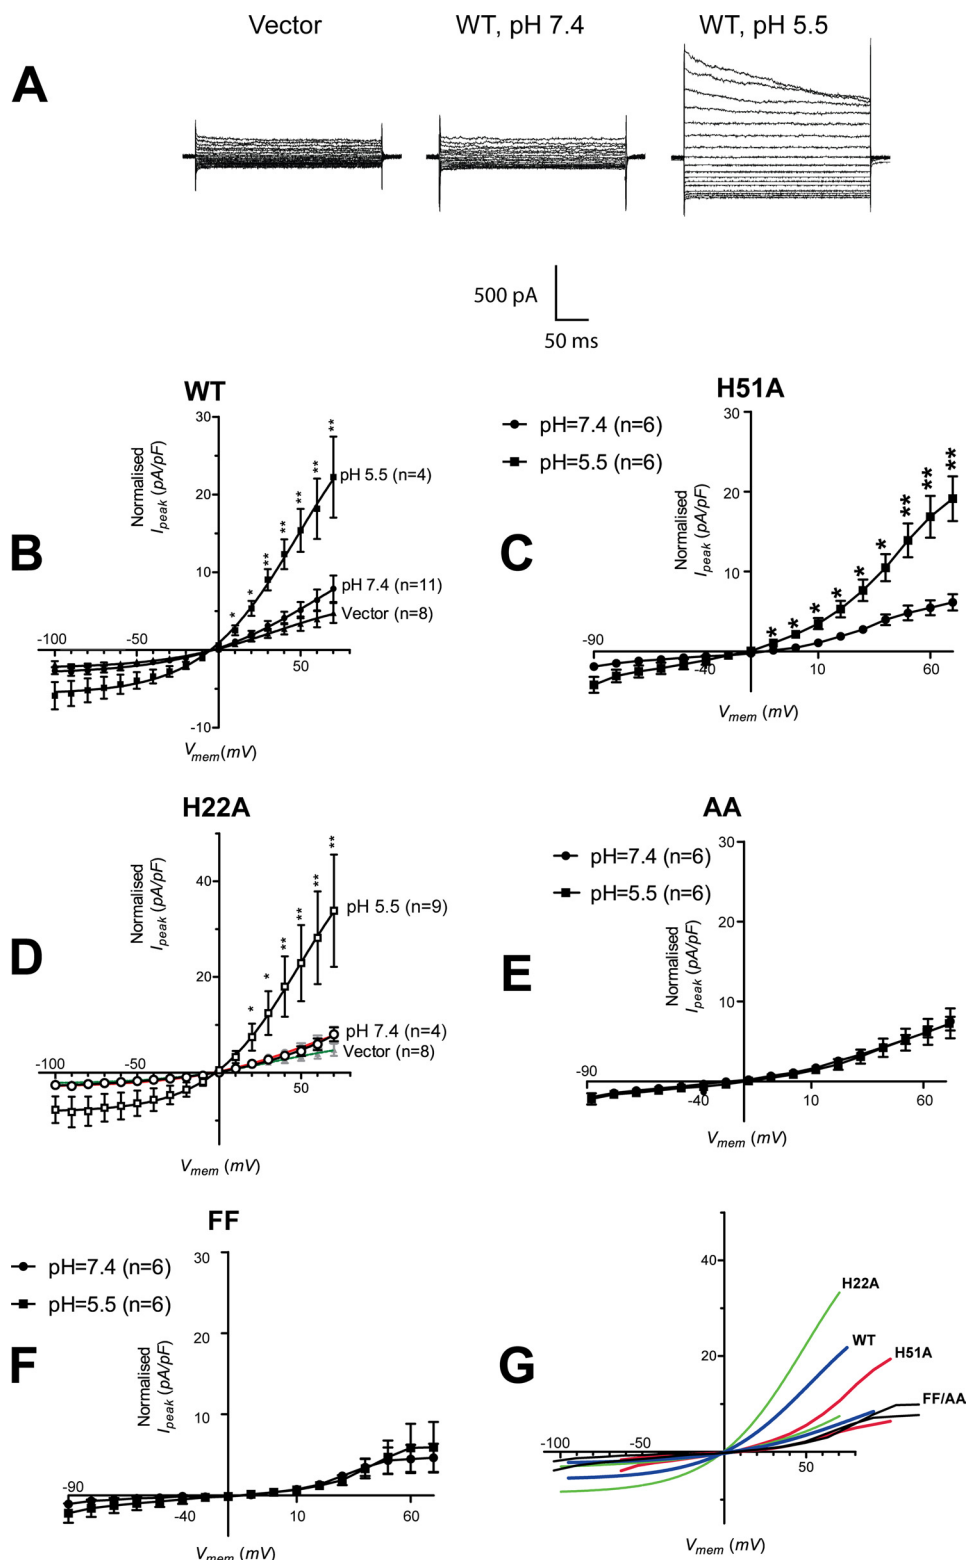 Vector WT, pH 7.4 WT, pH 5.5
A
500 pA
50 ms
WT
B
Normalised
Ipeak (pA/pF)
30
20
10
-10
-100 -50 50
** ** ** ** ** * *
pH 5.5 (n=4)
pH 7.4 (n=11)
Vector (n=8)
Vmem(mV)
H51A
C
pH=7.4 (n=6)
pH=5.5 (n=6)
Normalised
Ipeak (pA/pF)
30
20
10
-90 -40 10 60
* * * * * * ** ** **
Vmem (mV)
H22A
D
Normalised
Ipeak (pA/pF)
40
20
-100 -50 50
** ** ** ** * *
pH 5.5 (n=9)
pH 7.4 (n=4)
Vector (n=8)
Vmem (mV)
AA
E
pH=7.4 (n=6)
pH=5.5 (n=6)
Normalised
Ipeak (pA/pF)
30
20
10
-90 -40 10 60
Vmem (mV)
FF
F
pH=7.4 (n=6)
pH=5.5 (n=6)
Normalised
Ipeak (pA/pF)
30
20
10
-90 -40 10 60
Vmem (mV)
G
40
20
-100 -50 50
H22A
WT
H51A
FF/AA
Vmem (mV)